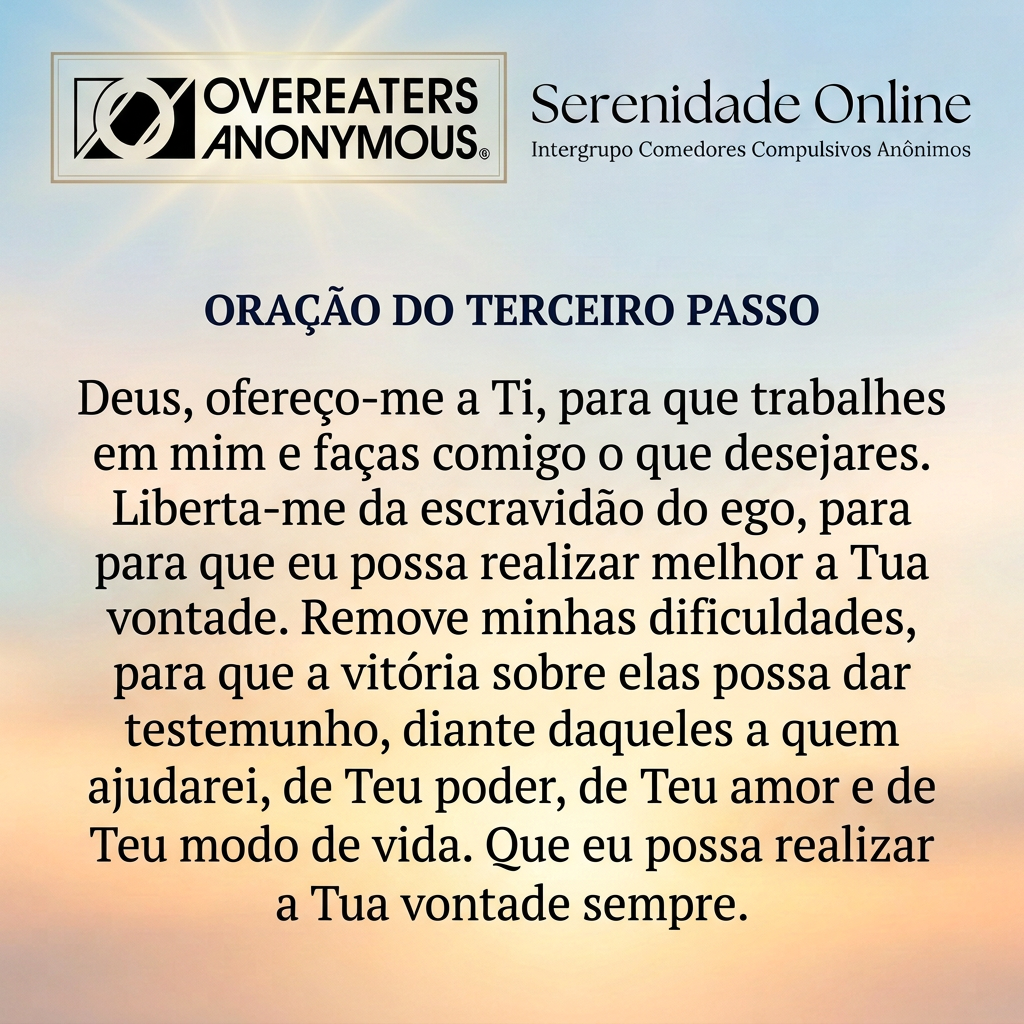 OVEREATERS
ANONYMOUS®
Serenidade Online
Intergrupo Comedores Compulsivos Anônimos
ORAÇÃO DO TERCEIRO PASSO
Deus, ofereço-me a Ti, para que trabalhes
em mim e faças comigo o que desejares.
Liberta-me da escravidão do ego, para
para que eu possa realizar melhor a Tua
vontade. Remove minhas dificuldades,
para que a vitória sobre elas possa dar
testemunho, diante daqueles a quem
ajudarei, de Teu poder, de Teu amor e de
Teu modo de vida. Que eu possa realizar
a Tua vontade sempre.